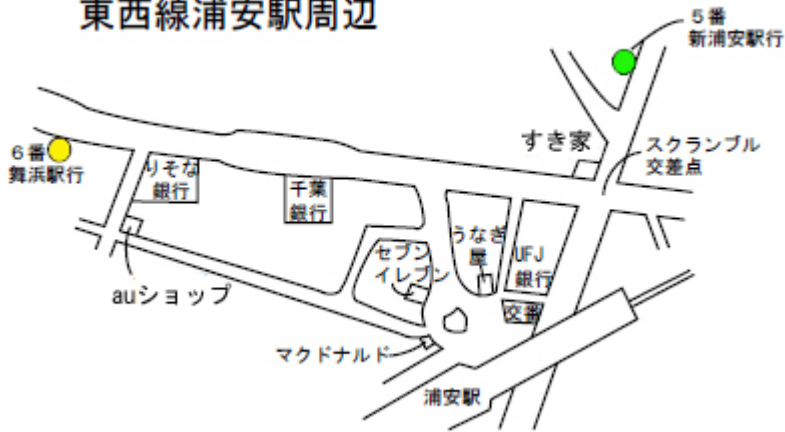 東西線浦安駅周辺
5番
新浦安駅行
すき家
スクランブル
交差点
6番
舞浜駅行
りそな
銀行
千葉
銀行
うなぎ
屋
UFJ
銀行
セブン
イレブン
交番
auショップ
マクドナルド
浦安駅